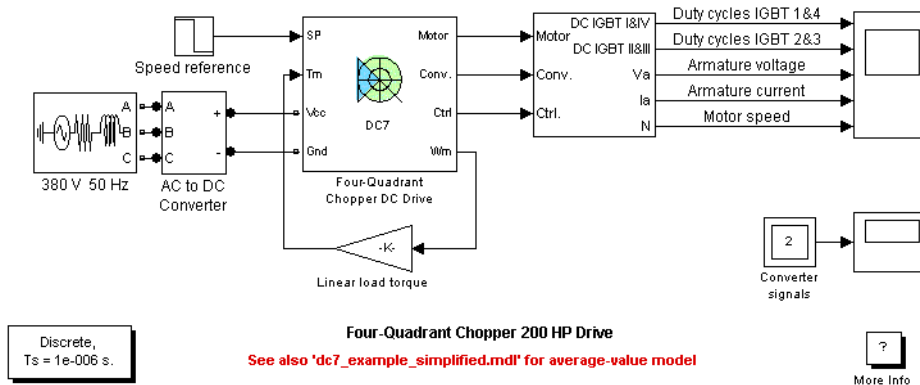 Speed reference
SP
Tm
Vcc
Gnd
Motor
Conv.
Ctrl
Wm
DC7
Four-Quadrant
Chopper DC Drive
Motor
Conv.
Ctrl.
DC IGBT I&IV
DC IGBT II&III
Va
Ia
N
Duty cycles IGBT 1&4
Duty cycles IGBT 2&3
Armature voltage
Armature current
Motor speed
A
B
C
380 V  50 Hz
A
B
C
+
-
AC to DC
Converter
-K-
Linear load torque
2
Converter
signals
Discrete,
Ts = 1e-006 s.
Four-Quadrant Chopper 200 HP Drive
See also 'dc7_example_simplified.mdl' for average-value model
?
More Info